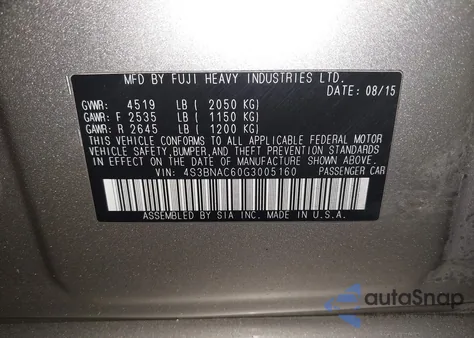 MFD BY FUJI HEAVY INDUSTRIES LTD.
DATE: 08/15
GVWR: 4519 LB ( 2050 KG)
GAWR: F 2535 LB ( 1150 KG)
GAWR: R 2645 LB ( 1200 KG)
THIS VEHICLE CONFORMS TO ALL APPLICABLE FEDERAL MOTOR
VEHICLE SAFETY, BUMPER, AND THEFT PREVENTION STANDARDS
IN EFFECT ON THE DATE OF MANUFACTURE SHOWN ABOVE.
VIN: 4S3BNAC60G3005160 PASSENGER CAR
ASSEMBLED BY SIA INC. MADE IN U.S.A.
autoSnap